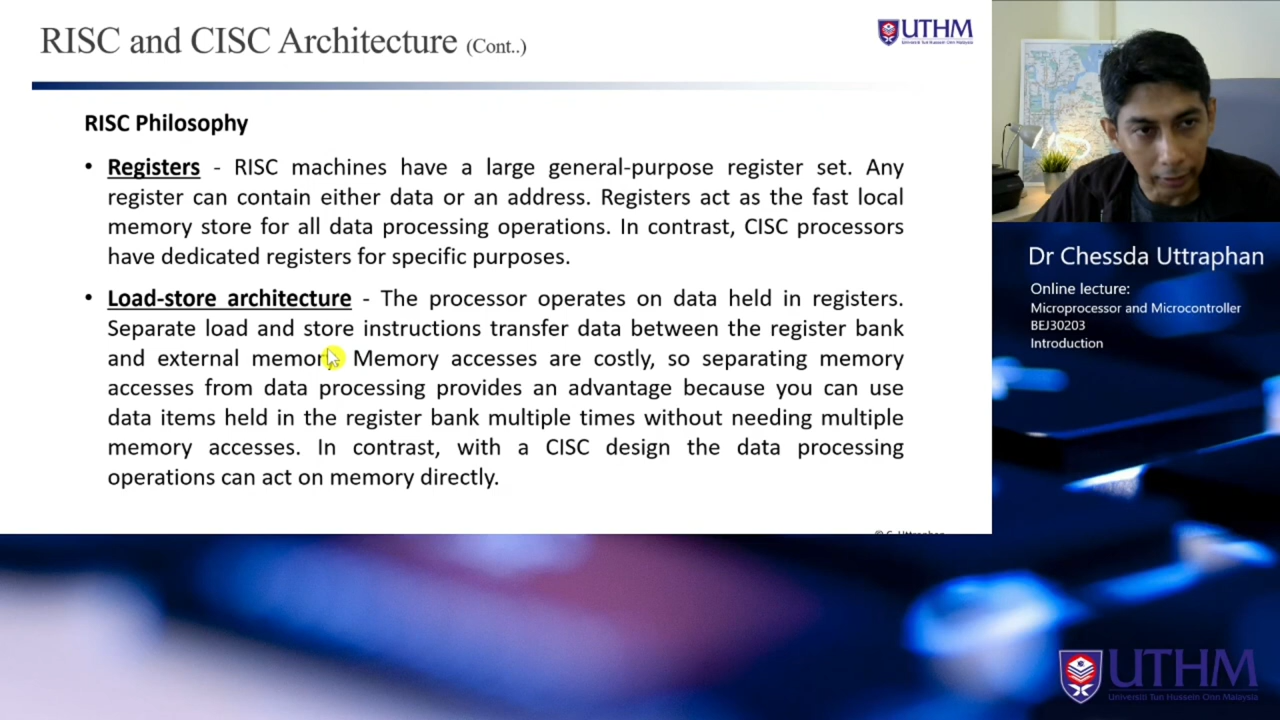 RISC and CISC Architecture (Cont..)
UTHM
Universiti Tun Hussein Onn Malaysia
RISC Philosophy
• Registers - RISC machines have a large general-purpose register set. Any
register can contain either data or an address. Registers act as the fast local
memory store for all data processing operations. In contrast, CISC processors
have dedicated registers for specific purposes.
• Load-store architecture - The processor operates on data held in registers.
Separate load and store instructions transfer data between the register bank
and external memory. Memory accesses are costly, so separating memory
accesses from data processing provides an advantage because you can use
data items held in the register bank multiple times without needing multiple
memory accesses. In contrast, with a CISC design the data processing
operations can act on memory directly.
© C. Uttraphan
Dr Chessda Uttraphan
Online lecture:
Microprocessor and Microcontroller
BEJ30203
Introduction
UTHM
Universiti Tun Hussein Onn Malaysia